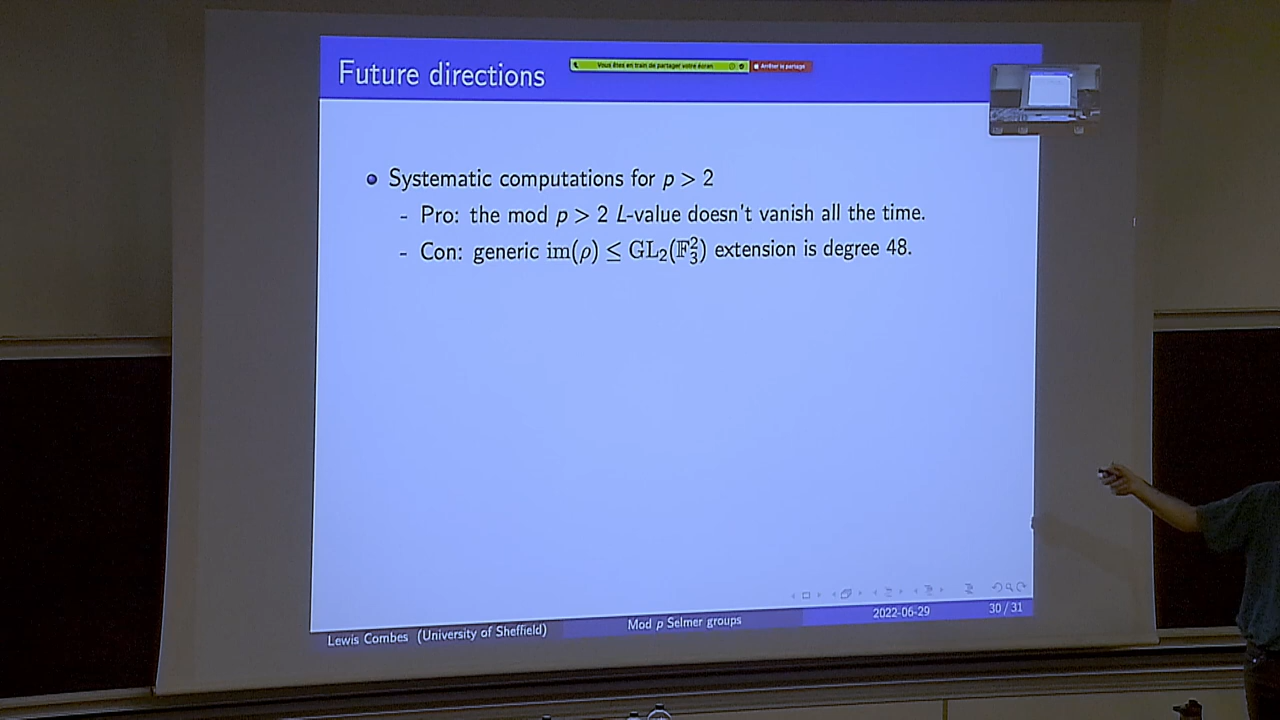 Future directions
Vous êtes en train de partager votre écran
Arrêter le partage
Systematic computations for p > 2
- Pro: the mod p > 2 L-value doesn't vanish all the time.
- Con: generic im(ρ) ≤ GL₂(𝔽₃²) extension is degree 48.
Lewis Combes (University of Sheffield)
Mod p Selmer groups
2022-06-29
30 / 31